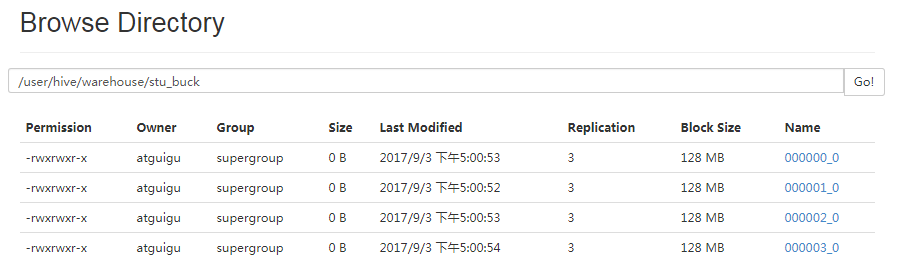 Browse Directory
/user/hive/warehouse/stu_buck Go!
Permission Owner Group Size Last Modified Replication Block Size Name
-rwxrwxr-x atguigu supergroup 0 B 2017/9/3 下午5:00:53 3 128 MB 000000_0
-rwxrwxr-x atguigu supergroup 0 B 2017/9/3 下午5:00:52 3 128 MB 000001_0
-rwxrwxr-x atguigu supergroup 0 B 2017/9/3 下午5:00:53 3 128 MB 000002_0
-rwxrwxr-x atguigu supergroup 0 B 2017/9/3 下午5:00:54 3 128 MB 000003_0